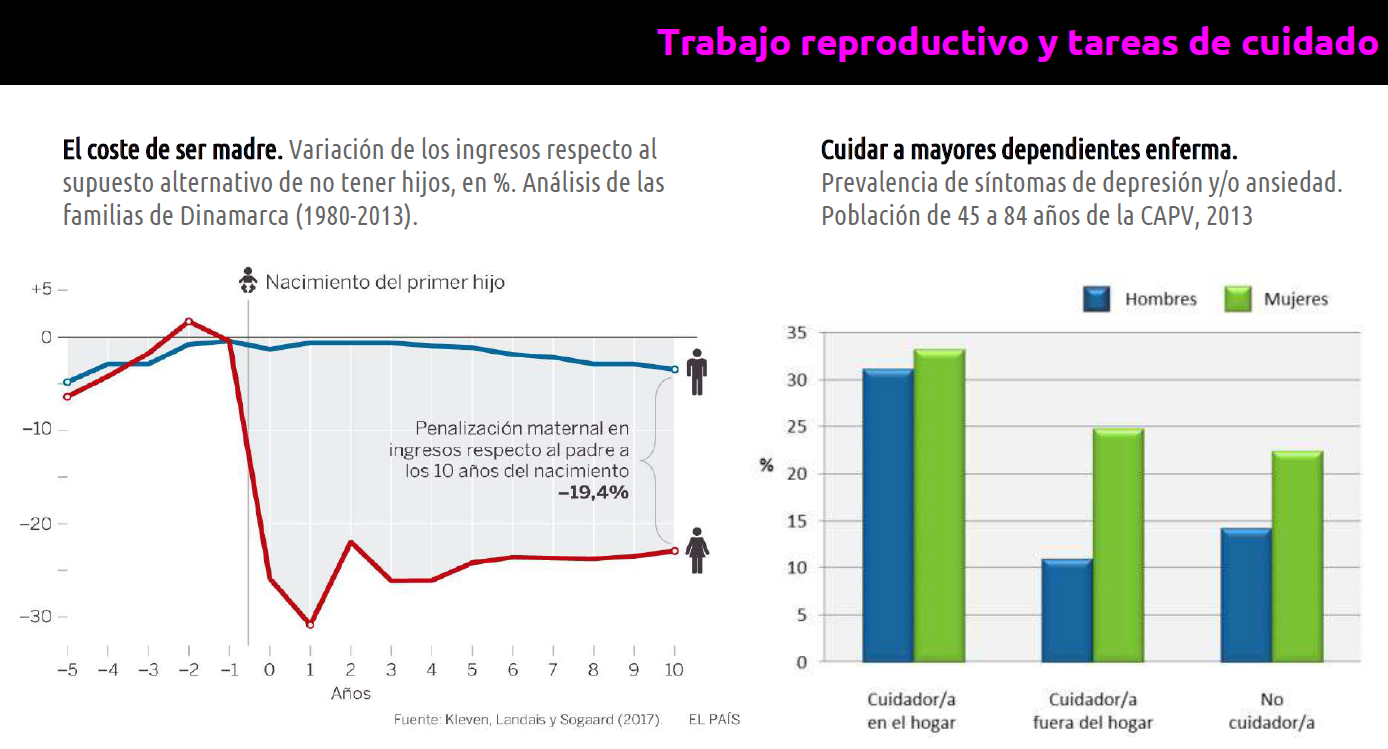 Trabajo reproductivo y tareas de cuidado
El coste de ser madre. Variación de los ingresos respecto al
supuesto alternativo de no tener hijos, en %. Análisis de las
familias de Dinamarca (1980-2013).
Nacimiento del primer hijo
+5
0
−10
−20
−30
Penalización maternal en
ingresos respecto al padre a
los 10 años del nacimiento
−19,4%
−5 −4 −3 −2 −1 0 1 2 3 4 5 6 7 8 9 10
Años
Fuente: Kleven, Landais y Sogaard (2017). EL PAÍS
Cuidar a mayores dependientes enferma.
Prevalencia de síntomas de depresión y/o ansiedad.
Población de 45 a 84 años de la CAPV, 2013
Hombres Mujeres
35
30
25
%
20
15
10
5
0
Cuidador/a Cuidador/a No
en el hogar fuera del hogar cuidador/a